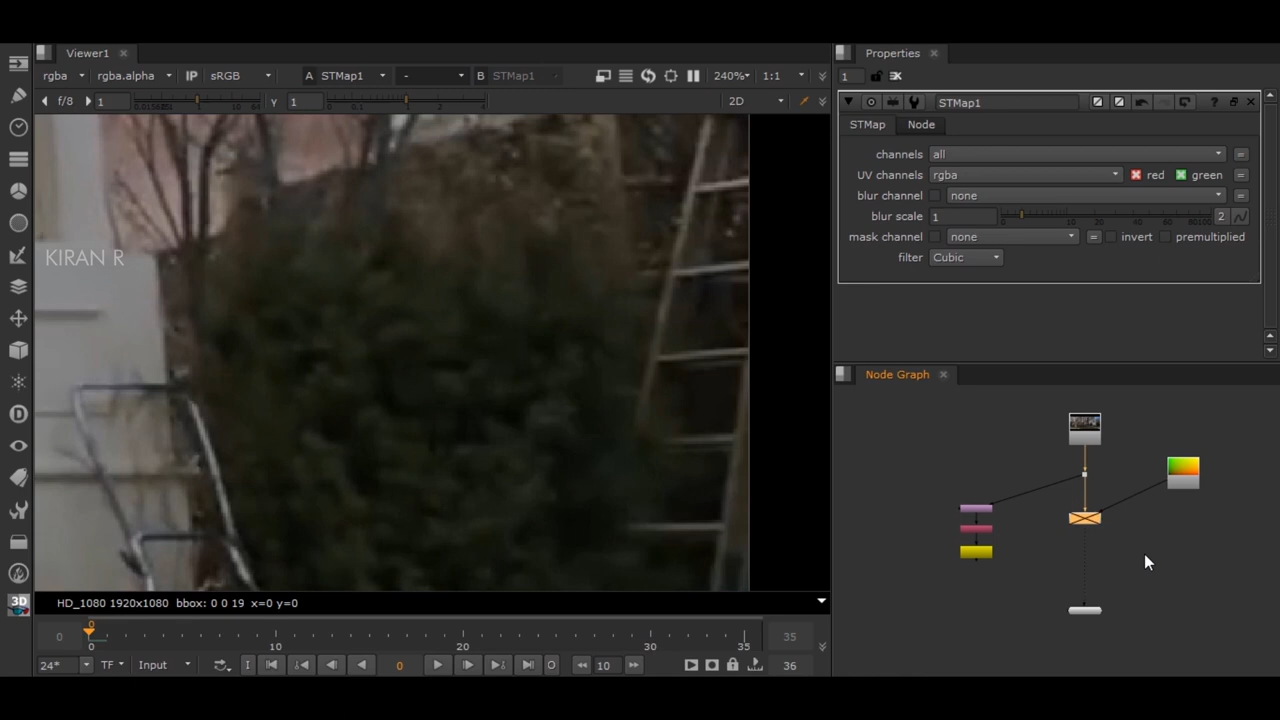 Viewer1
Properties
rgba rgba.alpha IP sRGB A STMap1 - B STMap1 240% 1:1
1
f/8 1 Y 1 2D
STMap1
STMap Node
channels all =
UV channels rgba red green =
blur channel none =
blur scale 1 2
mask channel none = invert premultiplied
filter Cubic
KIRAN R
Node Graph
HD_1080 1920x1080 bbox: 0 0 19 x=0 y=0
0 0 35
0 10 20 30 35
24* TF Input I 0 O 10 36
D
3D